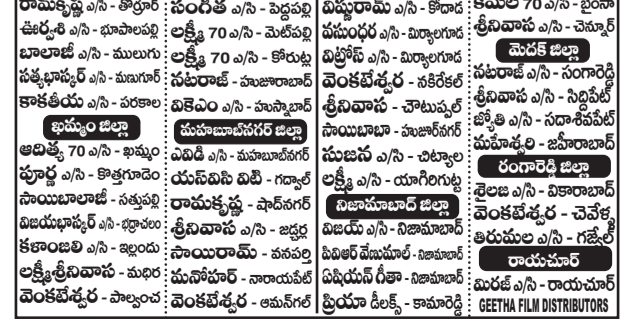 రామకృష్ణ ఎ/సి - తొర్రూర్
ఊర్వశి ఎ/సి - భూపాలపల్లి
బాలాజీ ఎ/సి - ములుగు
సత్యభాస్కర్ ఎ/సి - మణుగూర్
కాకతీయ ఎ/సి - పరకాల
ఖమ్మం జిల్లా
ఆదిత్య 70 ఎ/సి - ఖమ్మం
పూర్ణ ఎ/సి - కొత్తగూడెం
సాయిబాలాజీ - సత్తుపల్లి
విజయభాస్కర్ ఎ/సి - భద్రాచలం
కళాంజలి ఎ/సి - ఇల్లందు
లక్ష్మీశ్రీనివాస - మధిర
వెంకటేశ్వర - పాల్వంచ
సంగీత ఎ/సి - పెద్దపల్లి
లక్ష్మీ 70 ఎ/సి - మెట్‌పల్లి
లక్ష్మీ 70 ఎ/సి - కోరుట్ల
నటరాజ్ - హుజూరాబాద్
వికెఎం ఎ/సి - హుస్నాబాద్
మహబూబ్‌నగర్ జిల్లా
ఎవిడి ఎ/సి - మహబూబ్‌నగర్
యస్‌విసి విటి - గద్వాల్
రామకృష్ణ - షాద్‌నగర్
శ్రీనివాస ఎ/సి - జడ్చర్ల
సాయిరామ్ - వనపర్తి
మనోహర్ - నారాయపేట్
వెంకటేశ్వర - ఆమన్‌గల్
విష్ణురామ్ ఎ/సి - కోదాడ
వసుంధర ఎ/సి - మిర్యాలగూడ
విట్రోస్ ఎ/సి - మిర్యాలగూడ
వెంకటేశ్వర - నకిరేకల్
శ్రీనివాస - చౌటుప్పల్
సాయిబాబా - హుజూర్‌నగర్
సుజన ఎ/సి - చిట్యాల
లక్ష్మీ ఎ/సి - యాగిరిగుట్ట
నిజామాబాద్ జిల్లా
విజయ్ ఎ/సి - నిజామాబాద్
పివిఆర్ వేణుమాల్ - నిజామాబాద్
ఏషియన్ గీతా - నిజామాబాద్
ప్రియా డీలక్స్ - కామారెడ్డి
కమల 70 ఎ/సి - బైంసా
శ్రీనివాస ఎ/సి - చెన్నూర్
మెదక్ జిల్లా
నటరాజ్ ఎ/సి - సంగారెడ్డి
శ్రీనివాస ఎ/సి - సిద్దిపేట్
జ్యోతి ఎ/సి - సదాశివపేట్
మహేశ్వరి - జహీరాబాద్
రంగారెడ్డి జిల్లా
శైలజ ఎ/సి - వికారాబాద్
వెంకటేశ్వర - చెవేళ్ళ
తిరుమల ఎ/సి - గజ్వేల్
రాయచూర్
మిరజ్ ఎ/సి - రాయచూర్
GEETHA FILM DISTRIBUTORS